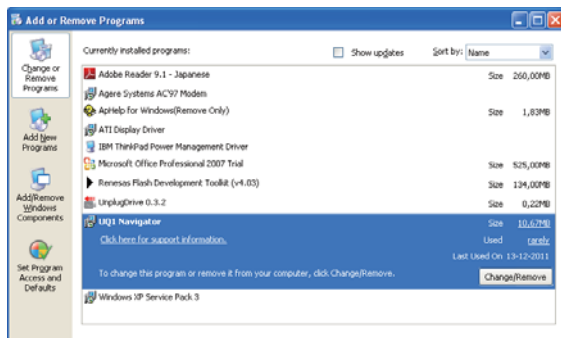 Add or Remove Programs
Change or
Remove
Programs
Add New
Programs
Add/Remove
Windows
Components
Set Program
Access and
Defaults
Currently installed programs: Show updates Sort by: Name
Adobe Reader 9.1 - Japanese Size 260,00MB
Agere Systems AC'97 Modem
ApHelp for Windows(Remove Only) Size 1,83MB
ATI Display Driver
IBM ThinkPad Power Management Driver
Microsoft Office Professional 2007 Trial Size 525,00MB
Renesas Flash Development Toolkit (v4.03) Size 134,00MB
UnplugDrive 0.3.2 Size 0,22MB
UQ1 Navigator Size 10,67MB
Click here for support information. Used rarely
Last Used On 13-12-2011
To change this program or remove it from your computer, click Change/Remove. Change/Remove
Windows XP Service Pack 3